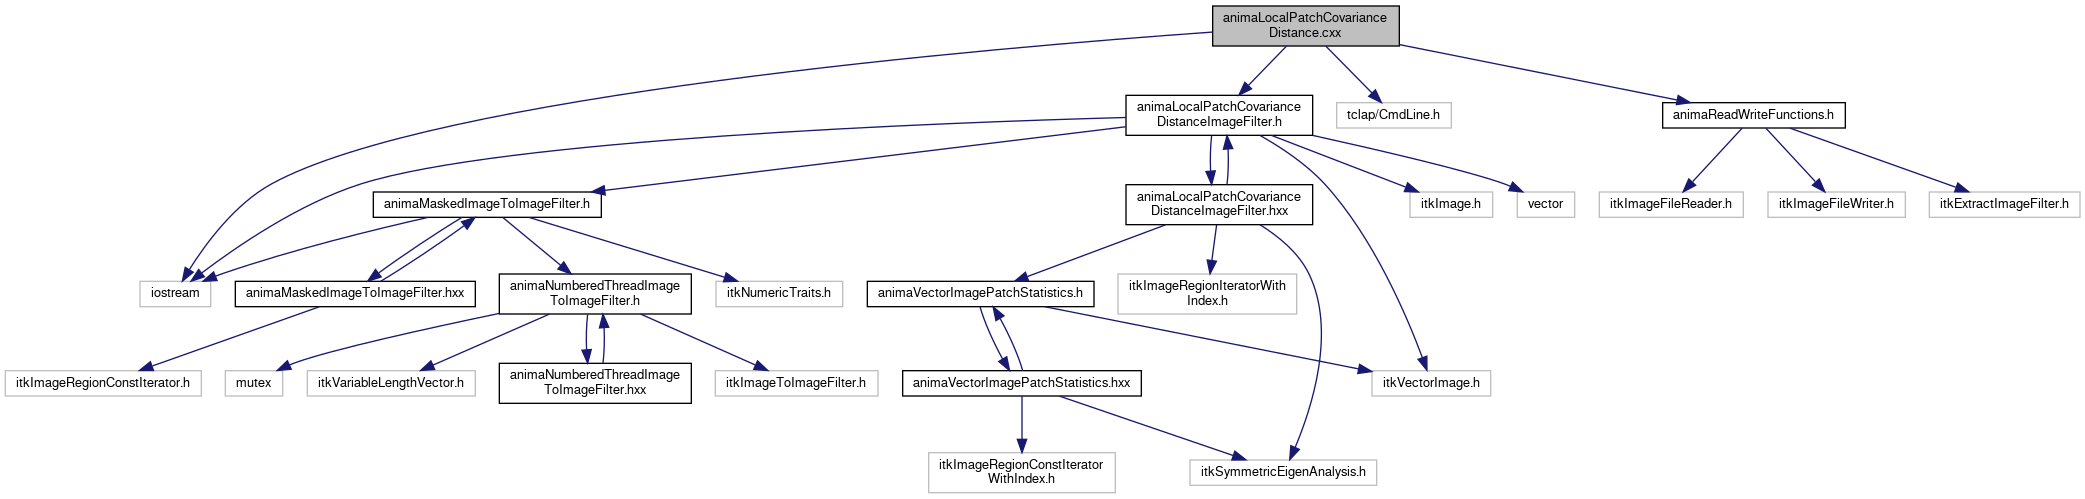 animaLocalPatchCovariance
Distance.cxx
animaLocalPatchCovariance
DistanceImageFilter.h
tclap/CmdLine.h
animaReadWriteFunctions.h
animaMaskedImageToImageFilter.h
animaLocalPatchCovariance
DistanceImageFilter.hxx
itkImage.h
vector
itkImageFileReader.h
itkImageFileWriter.h
itkExtractImageFilter.h
iostream
animaMaskedImageToImageFilter.hxx
animaNumberedThreadImage
ToImageFilter.h
itkNumericTraits.h
animaVectorImagePatchStatistics.h
itkImageRegionIteratorWith
Index.h
itkImageRegionConstIterator.h
mutex
itkVariableLengthVector.h
animaNumberedThreadImage
ToImageFilter.hxx
itkImageToImageFilter.h
animaVectorImagePatchStatistics.hxx
itkVectorImage.h
itkImageRegionConstIterator
WithIndex.h
itkSymmetricEigenAnalysis.h